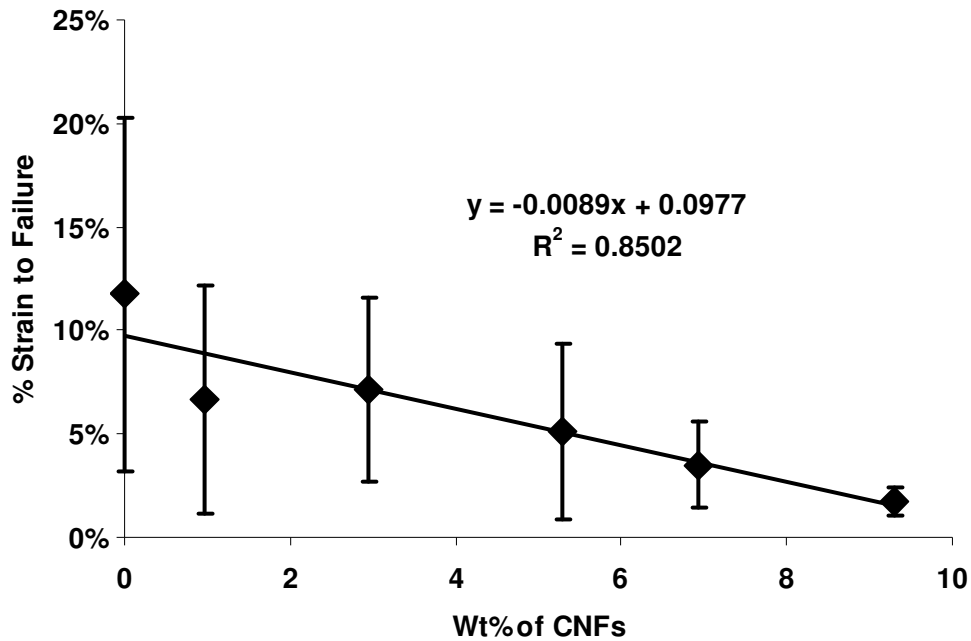 25%
20%
15%
10%
5%
0%
% Strain to Failure
y = -0.0089x + 0.0977
R² = 0.8502
0 2 4 6 8 10
Wt% of CNFs